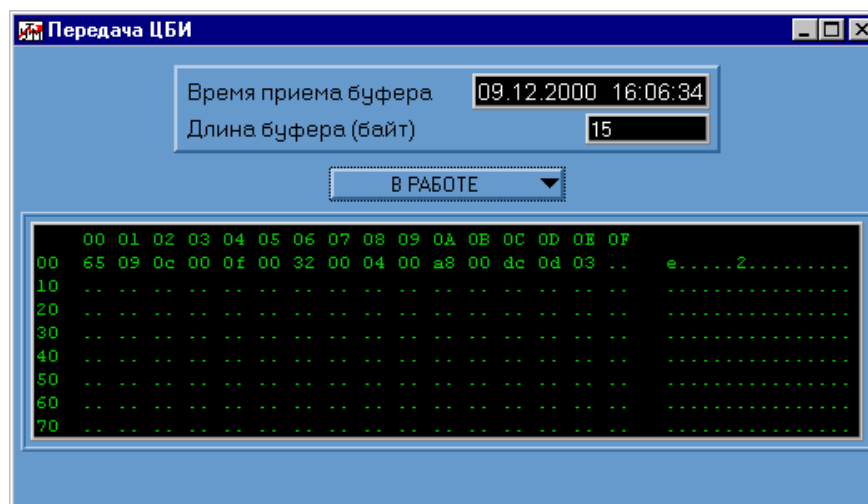 Передача ЦБИ
Время приема буфера 09.12.2000 16:06:34
Длина буфера (байт) 15
В РАБОТЕ
00 01 02 03 04 05 06 07 08 09 0A 0B 0C 0D 0E 0F
00 65 09 0c 00 0f 00 32 00 04 00 a8 00 dc 0d 03 .. e.....2.........
10 .. .. .. .. .. .. .. .. .. .. .. .. .. .. .. .. ................
20 .. .. .. .. .. .. .. .. .. .. .. .. .. .. .. .. ................
30 .. .. .. .. .. .. .. .. .. .. .. .. .. .. .. .. ................
40 .. .. .. .. .. .. .. .. .. .. .. .. .. .. .. .. ................
50 .. .. .. .. .. .. .. .. .. .. .. .. .. .. .. .. ................
60 .. .. .. .. .. .. .. .. .. .. .. .. .. .. .. .. ................
70 .. .. .. .. .. .. .. .. .. .. .. .. .. .. .. .. ................